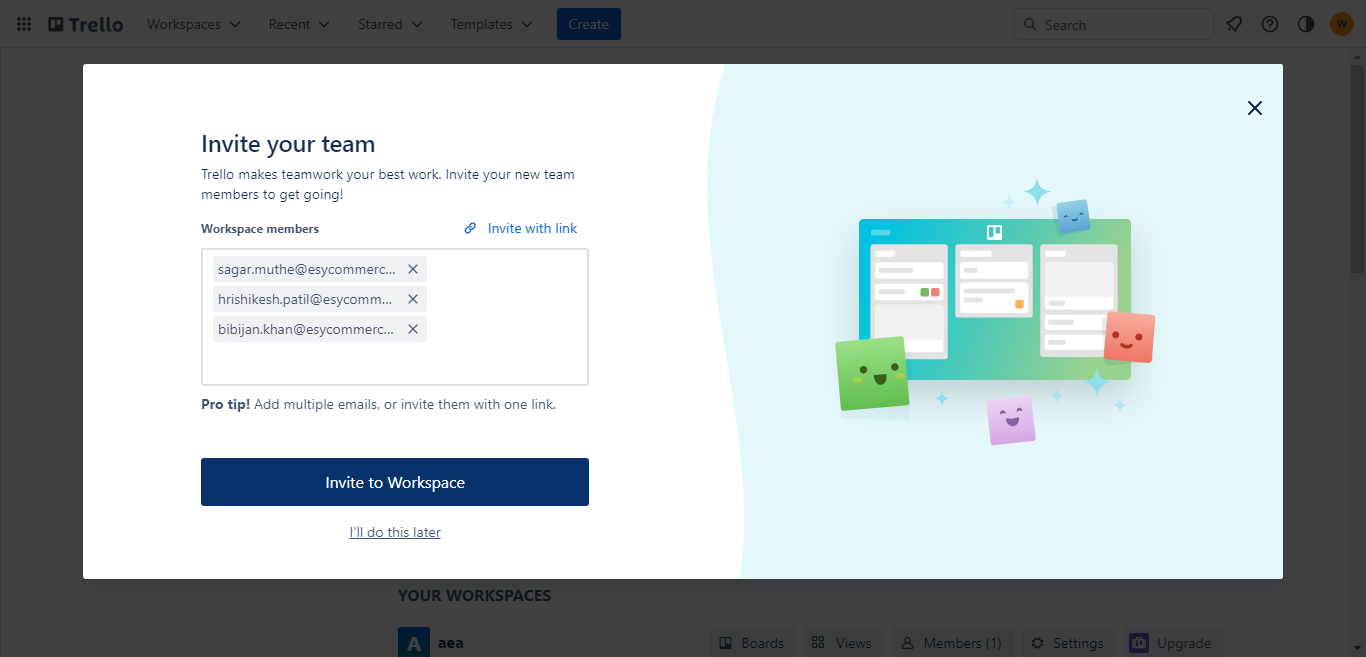 Trello
Workspaces
Recent
Starred
Templates
Create
Search
W
Invite your team
Trello makes teamwork your best work. Invite your new team
members to get going!
Workspace members
Invite with link
sagar.muthe@esycommerc...
hrishikesh.patil@esycomm...
bibijan.khan@esycommerc...
Pro tip! Add multiple emails, or invite them with one link.
Invite to Workspace
I'll do this later
YOUR WORKSPACES
A
aea
Boards
Views
Members (1)
Settings
Upgrade